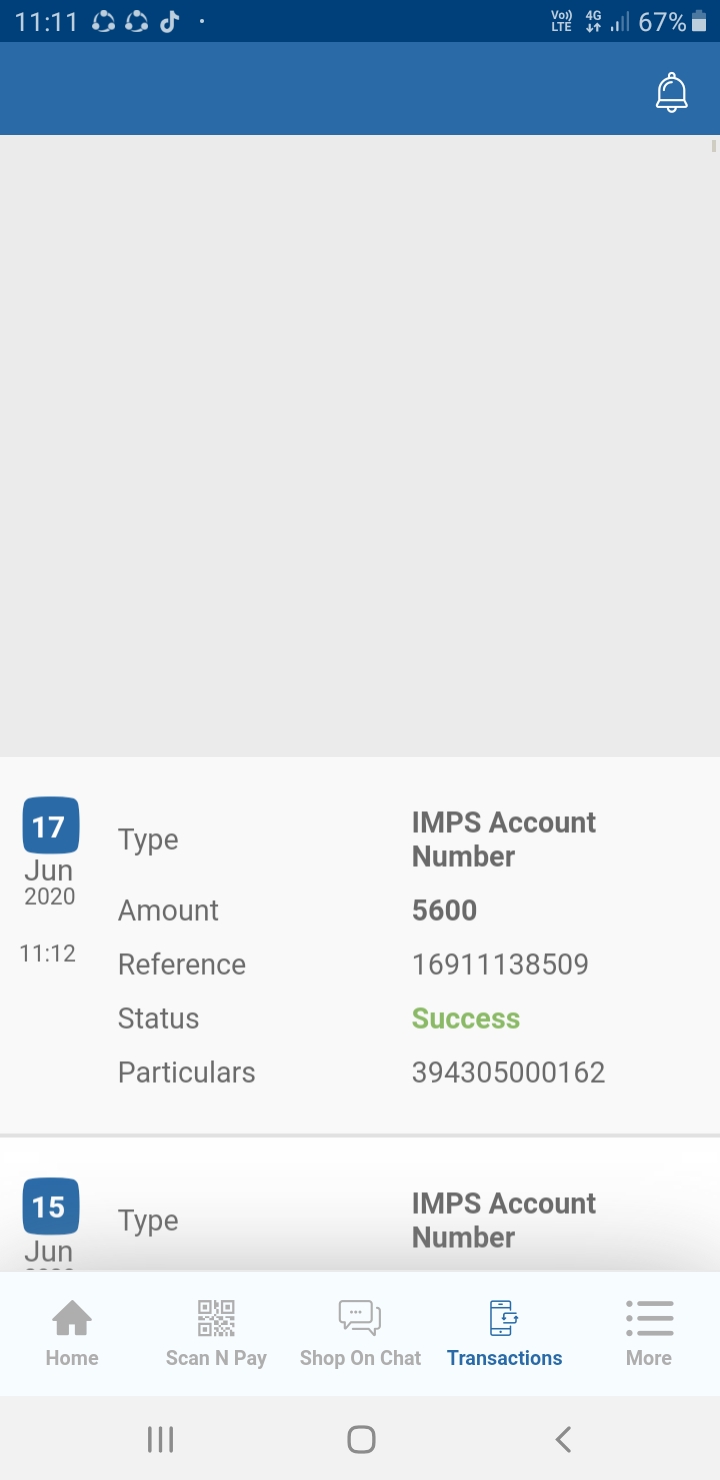 11:11
Vo)) LTE 4G 67%
17
Jun
2020
11:12
Type IMPS Account Number
Amount 5600
Reference 16911138509
Status Success
Particulars 394305000162
15
Jun
Type IMPS Account Number
Home Scan N Pay Shop On Chat Transactions More